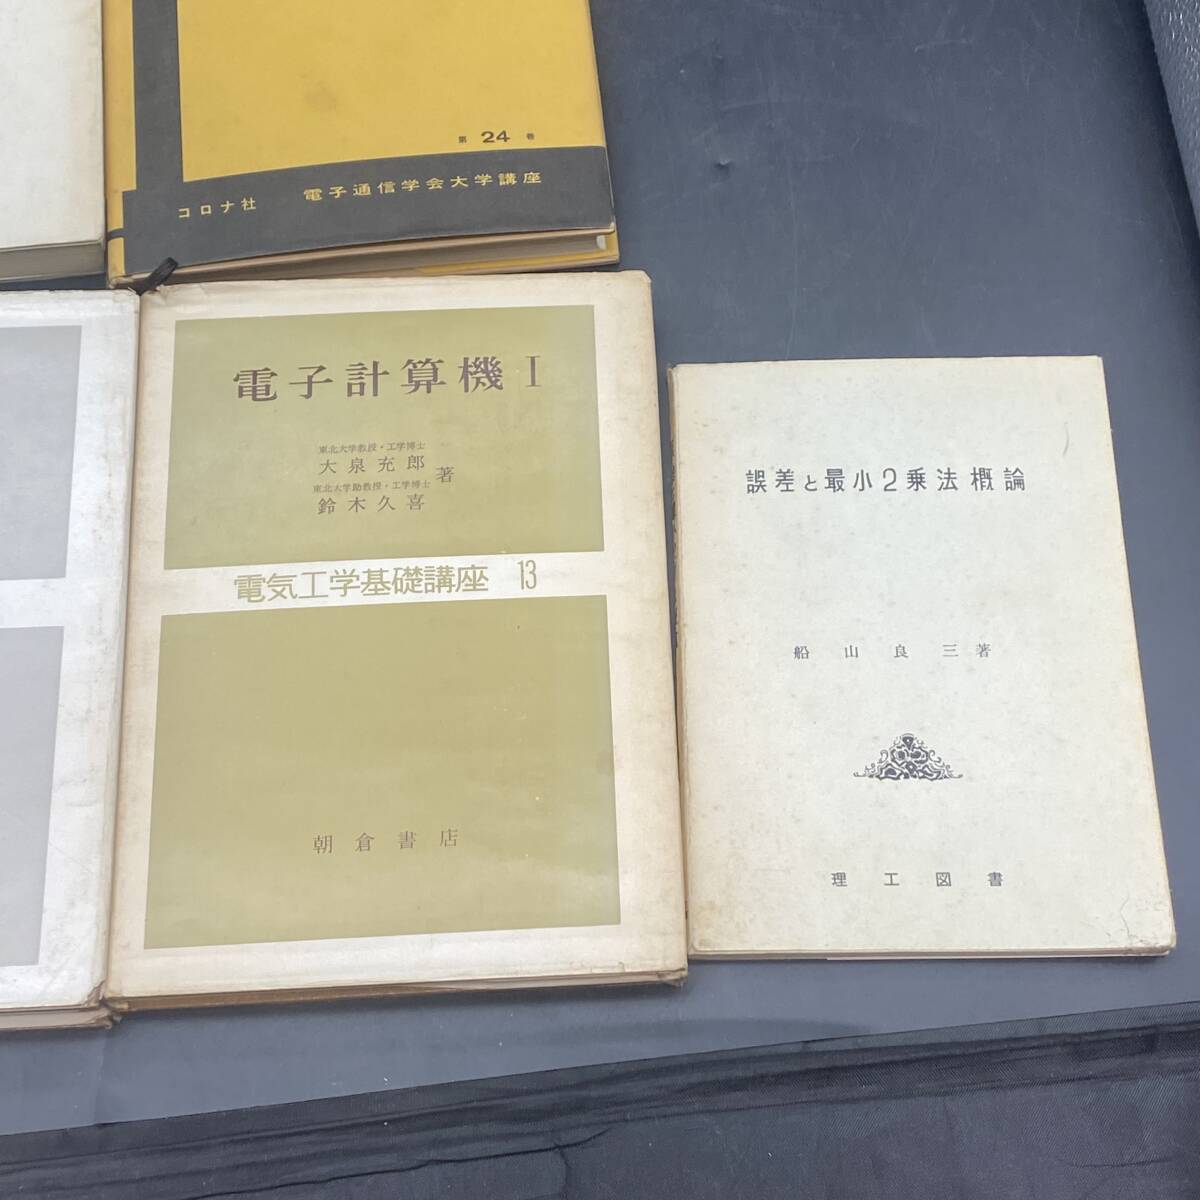 第 24 巻
コロナ社 電子通信学会大学講座
電子計算機 I
東北大学教授・工学博士
大泉充郎
東北大学助教授・工学博士
鈴木久喜
著
電気工学基礎講座 13
朝倉書店
誤差と最小2乗法概論
船山良三著
理工図書